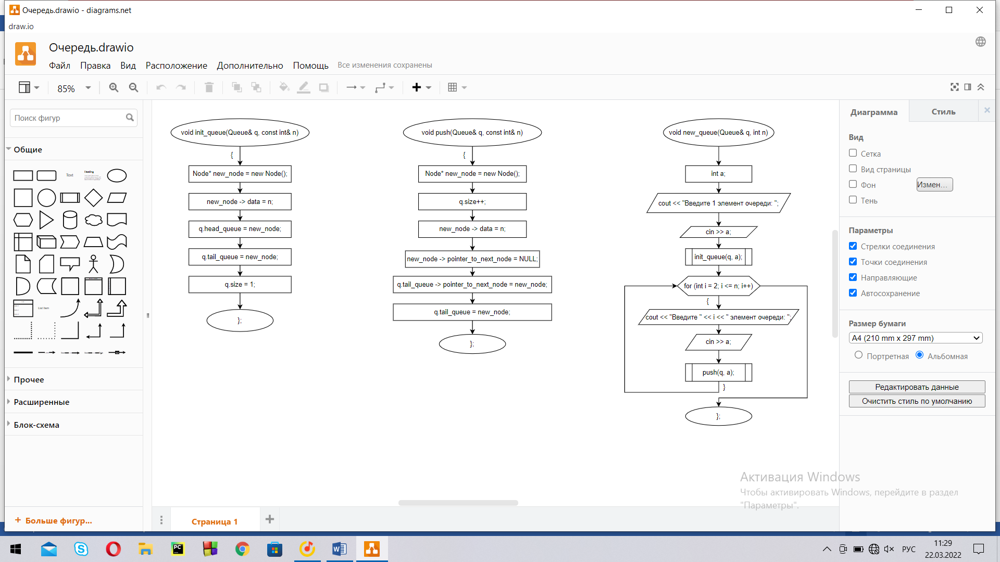 Очередь.drawio - diagrams.net
draw.io
Очередь.drawio
Файл Правка Вид Расположение Дополнительно Помощь Все изменения сохранены
85%
Поиск фигур
Общие
Text
Heading
List Item
Прочее
Расширенные
Блок-схема
+ Больше фигур...
void init_queue(Queue& q, const int& n)
{
Node* new_node = new Node();
new_node -> data = n;
q.head_queue = new_node;
q.tail_queue = new_node;
q.size = 1;
};
void push(Queue& q, const int& n)
{
Node* new_node = new Node();
q.size++;
new_node -> data = n;
new_node -> pointer_to_next_node = NULL;
q.tail_queue -> pointer_to_next_node = new_node;
q.tail_queue = new_node;
};
void new_queue(Queue& q, int n)
int a;
cout << "Введите 1 элемент очереди: ";
cin >> a;
init_queue(q, a);
for (int i = 2; i <= n; i++)
{
cout << "Введите " << i << " элемент очереди: ";
cin >> a;
push(q, a);
}
};
Диаграмма Стиль
Вид
Сетка
Вид страницы
Фон Измен...
Тень
Параметры
Стрелки соединения
Точки соединения
Направляющие
Автосохранение
Размер бумаги
A4 (210 mm x 297 mm)
Портретная Альбомная
Редактировать данные
Очистить стиль по умолчанию
Активация Windows
Чтобы активировать Windows, перейдите в раздел
"Параметры".
Страница 1
PC
РУС
11:29
22.03.2022